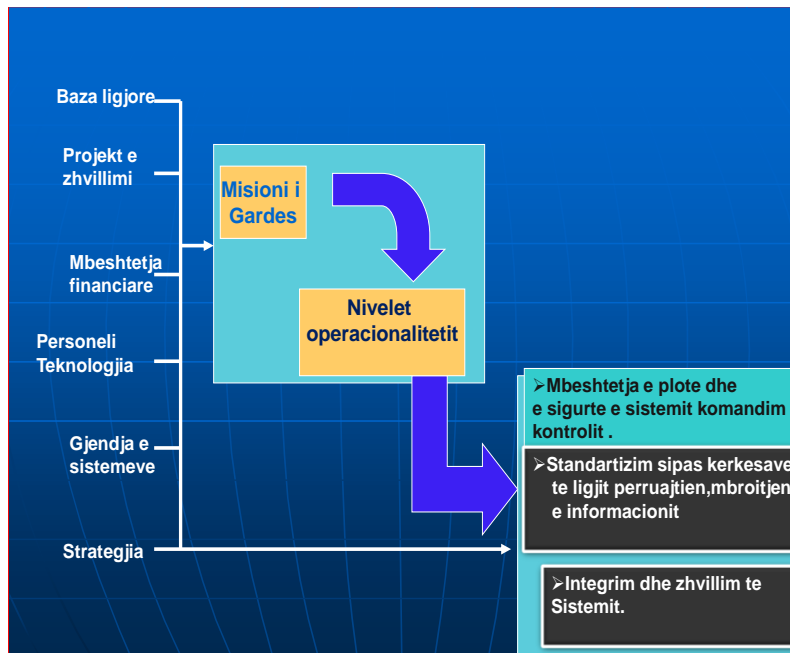 Baza ligjore
Projekt e
zhvillimi
Mbeshtetja
financiare
Personeli
Teknologjia
Gjendja e
sistemeve
Strategjia
Misioni i
Gardes
Nivelet
operacionalitetit
➢Mbeshtetja e plote dhe
e sigurte e sistemit komandim
kontrolit .
➢Standartizim sipas kerkesave
te ligjit perruajtien,mbroitjen
e informacionit
➢Integrim dhe zhvillim te
Sistemit.